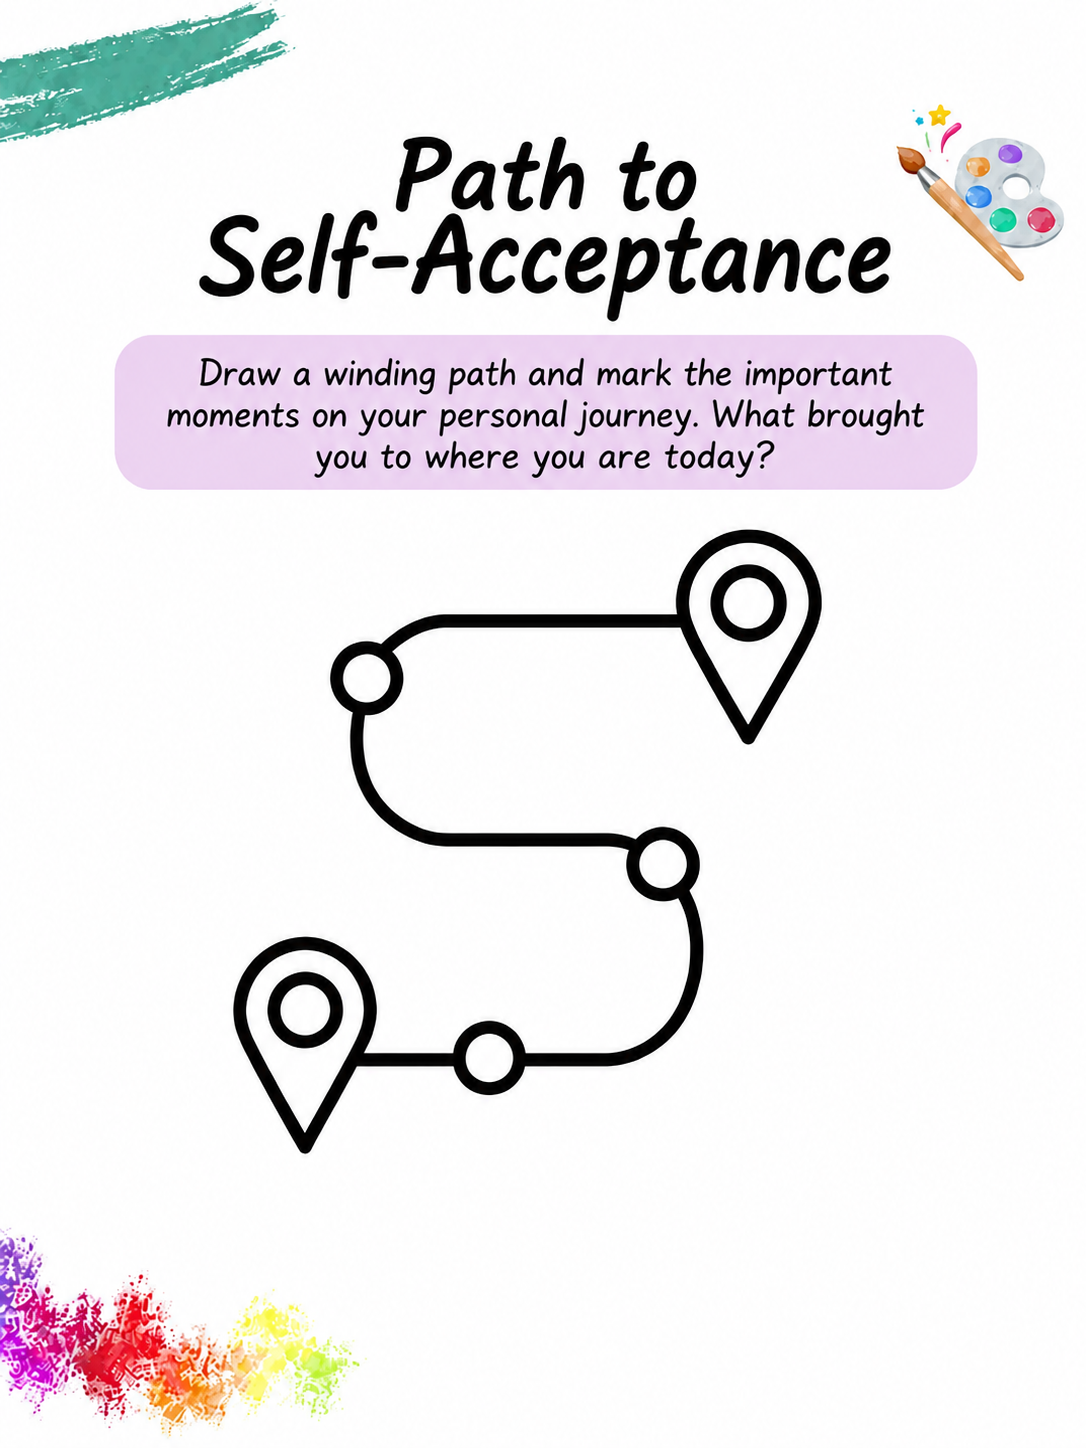 Path to
Self-Acceptance
Draw a winding path and mark the important
moments on your personal journey. What brought
you to where you are today?